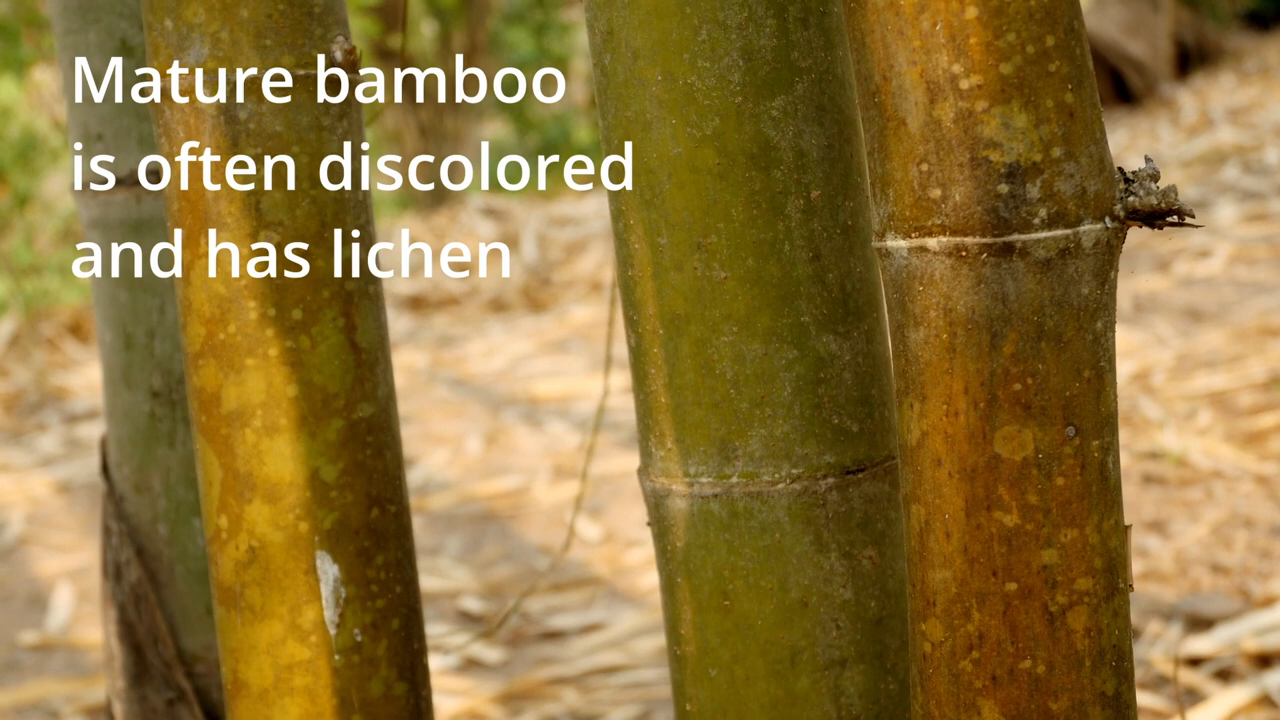 Mature bamboo
is often discolored
and has lichen